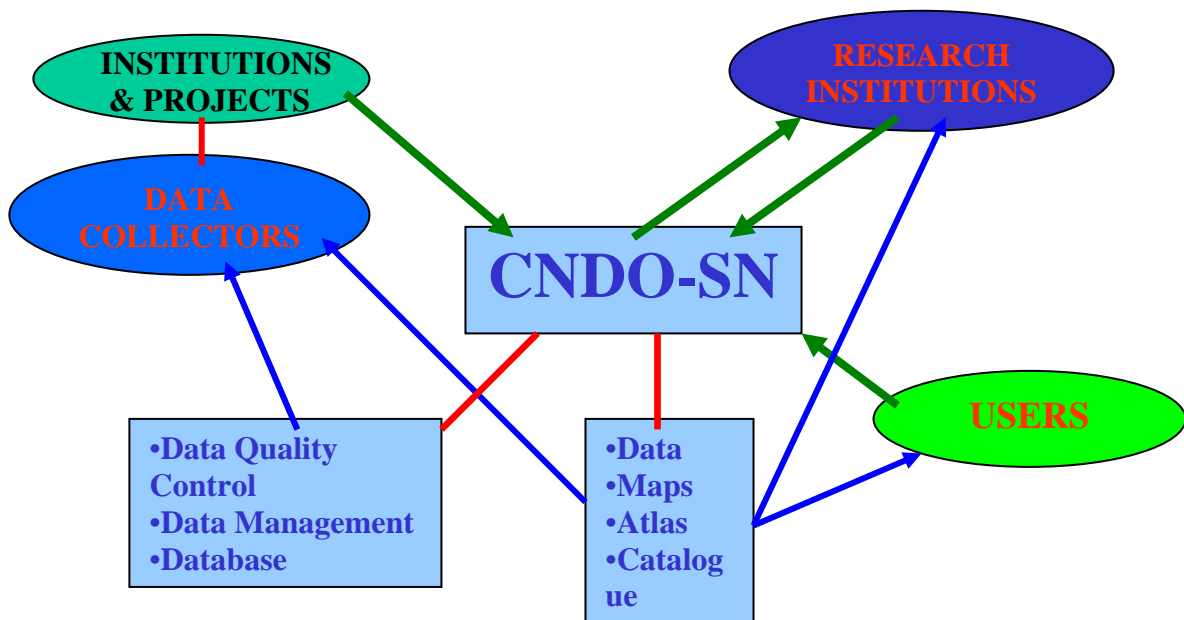 INSTITUTIONS
& PROJECTS
RESEARCH
INSTITUTIONS
DATA
COLLECTORS
CNDO-SN
USERS
•Data Quality
Control
•Data Management
•Database
•Data
•Maps
•Atlas
•Catalog
ue